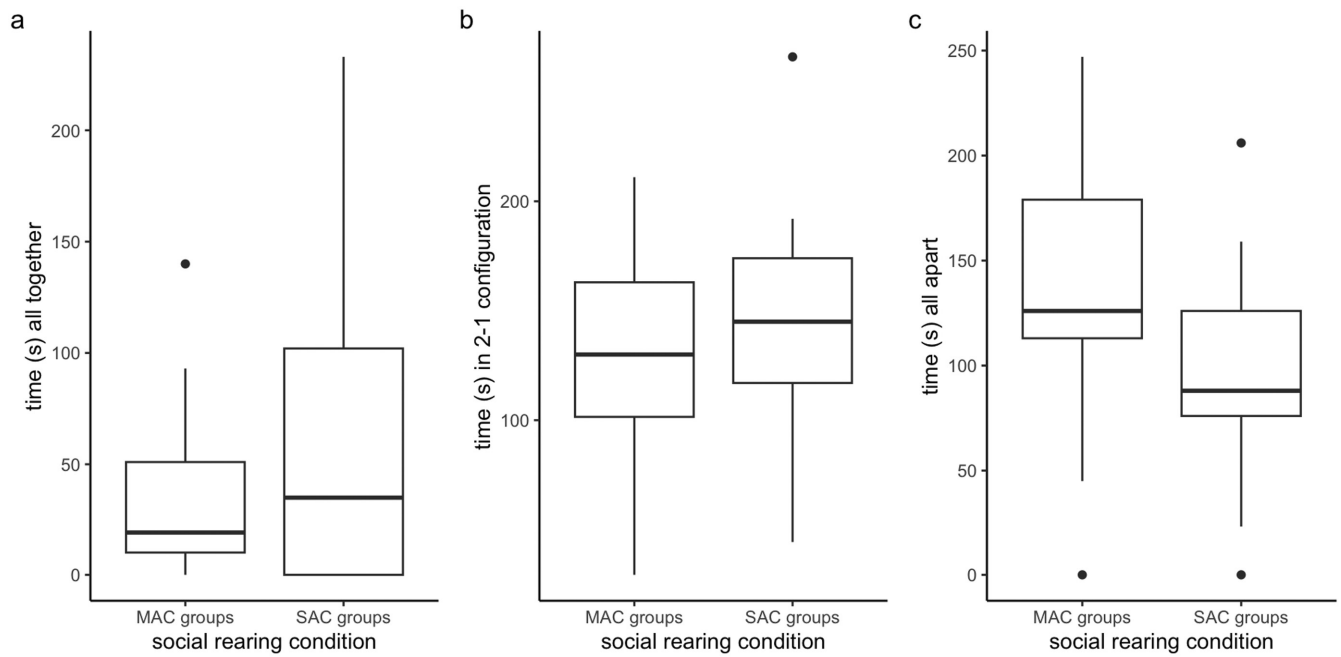 a
time (s) all together
200
150
100
50
0
MAC groups SAC groups
social rearing condition
b
time (s) in 2-1 configuration
200
100
MAC groups SAC groups
social rearing condition
c
time (s) all apart
250
200
150
100
50
0
MAC groups SAC groups
social rearing condition